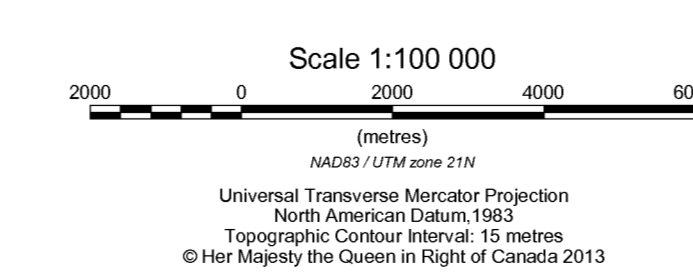 Scale 1:100 000
2000 0 2000 4000 60
(metres)
NAD83 / UTM zone 21N
Universal Transverse Mercator Projection
North American Datum,1983
Topographic Contour Interval: 15 metres
© Her Majesty the Queen in Right of Canada 2013